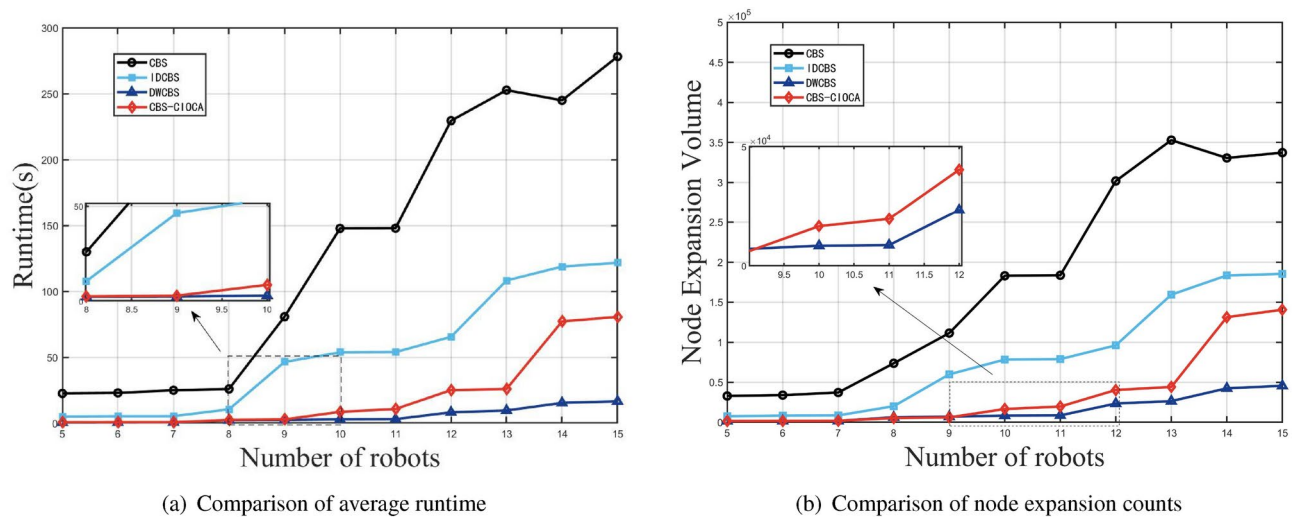 300
250
200
150
100
50
0
Runtime(s)
CBS
IDCBS
DWCBS
CBS-CIOCA
50
0
8 8.5 9 9.5 10
5 6 7 8 9 10 11 12 13 14 15
Number of robots
(a) Comparison of average runtime
×10⁵
5
4.5
4
3.5
3
2.5
2
1.5
1
0.5
0
Node Expansion Volume
CBS
IDCBS
DWCBS
CBS-CIOCA
×10⁴
5
0
9.5 10 10.5 11 11.5 12
5 6 7 8 9 10 11 12 13 14 15
Number of robots
(b) Comparison of node expansion counts